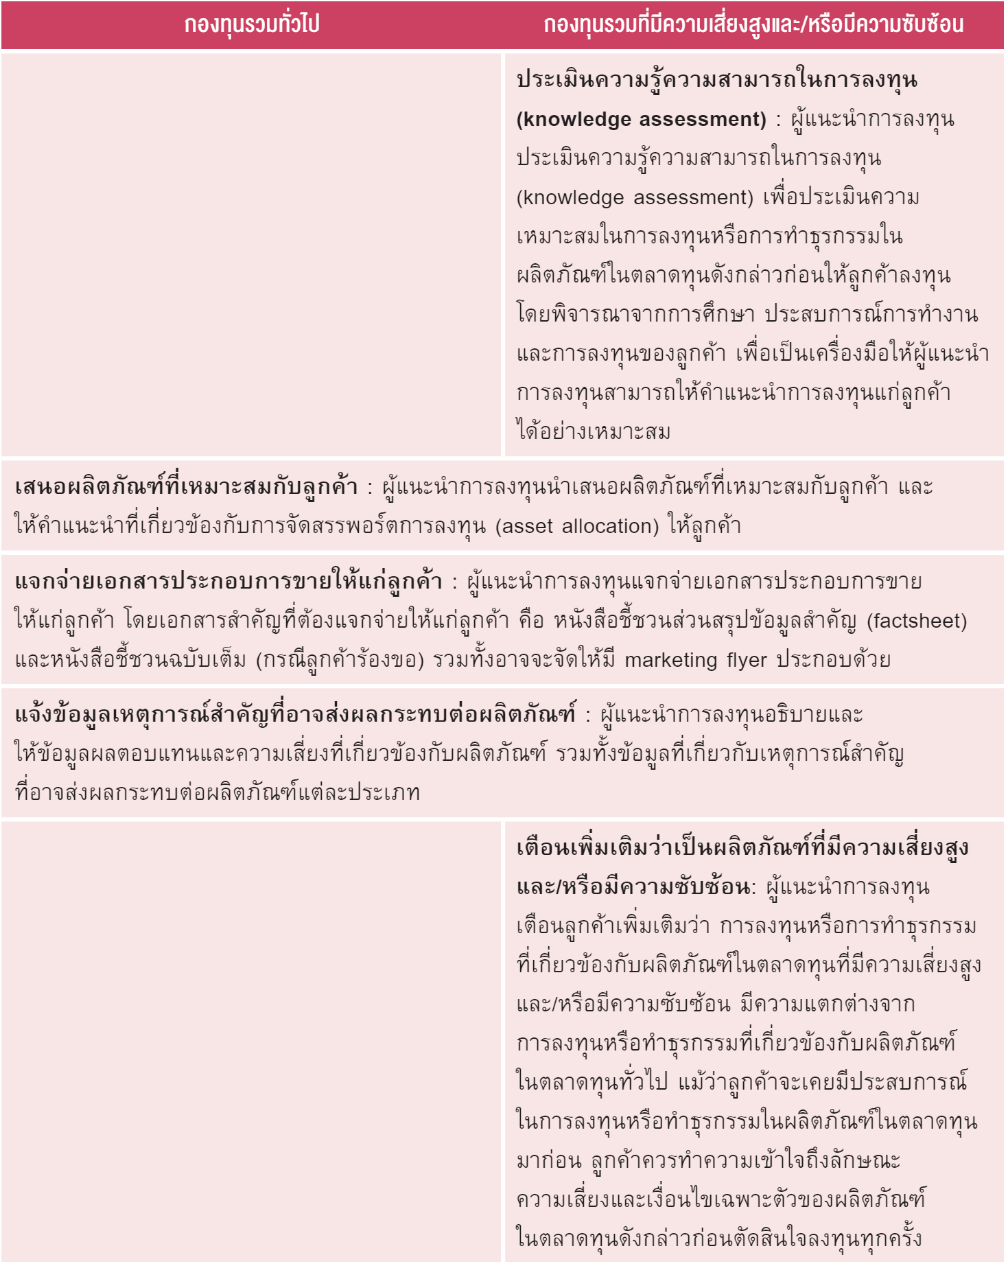 กองทุนรวมทั่วไป
กองทุนรวมที่มีความเสี่ยงสูงและ/หรือมีความซับซ้อน
ประเมินความรู้ความสามารถในการลงทุน
(knowledge assessment) : ผู้แนะนำการลงทุน
ประเมินความรู้ความสามารถในการลงทุน
(knowledge assessment) เพื่อประเมินความ
เหมาะสมในการลงทุนหรือการทำธุรกรรมใน
ผลิตภัณฑ์ในตลาดทุนดังกล่าวก่อนให้ลูกค้าลงทุน
โดยพิจารณาจากการศึกษา ประสบการณ์การทำงาน
และการลงทุนของลูกค้า เพื่อเป็นเครื่องมือให้ผู้แนะนำ
การลงทุนสามารถให้คำแนะนำการลงทุนแก่ลูกค้า
ได้อย่างเหมาะสม
เสนอผลิตภัณฑ์ที่เหมาะสมกับลูกค้า : ผู้แนะนำการลงทุนนำเสนอผลิตภัณฑ์ที่เหมาะสมกับลูกค้า และ
ให้คำแนะนำที่เกี่ยวข้องกับการจัดสรรพอร์ตการลงทุน (asset allocation) ให้ลูกค้า
แจกจ่ายเอกสารประกอบการขายให้แก่ลูกค้า : ผู้แนะนำการลงทุนแจกจ่ายเอกสารประกอบการขาย
ให้แก่ลูกค้า โดยเอกสารสำคัญที่ต้องแจกจ่ายให้แก่ลูกค้า คือ หนังสือชี้ชวนส่วนสรุปข้อมูลสำคัญ (factsheet)
และหนังสือชี้ชวนฉบับเต็ม (กรณีลูกค้าร้องขอ) รวมทั้งอาจจะจัดให้มี marketing flyer ประกอบด้วย
แจ้งข้อมูลเหตุการณ์สำคัญที่อาจส่งผลกระทบต่อผลิตภัณฑ์ : ผู้แนะนำการลงทุนอธิบายและ
ให้ข้อมูลผลตอบแทนและความเสี่ยงที่เกี่ยวข้องกับผลิตภัณฑ์ รวมทั้งข้อมูลที่เกี่ยวกับเหตุการณ์สำคัญ
ที่อาจส่งผลกระทบต่อผลิตภัณฑ์แต่ละประเภท
เตือนเพิ่มเติมว่าเป็นผลิตภัณฑ์ที่มีความเสี่ยงสูง
และ/หรือมีความซับซ้อน: ผู้แนะนำการลงทุน
เตือนลูกค้าเพิ่มเติมว่า การลงทุนหรือการทำธุรกรรม
ที่เกี่ยวข้องกับผลิตภัณฑ์ในตลาดทุนที่มีความเสี่ยงสูง
และ/หรือมีความซับซ้อน มีความแตกต่างจาก
การลงทุนหรือทำธุรกรรมที่เกี่ยวข้องกับผลิตภัณฑ์
ในตลาดทุนทั่วไป แม้ว่าลูกค้าจะเคยมีประสบการณ์
ในการลงทุนหรือทำธุรกรรมในผลิตภัณฑ์ในตลาดทุน
มาก่อน ลูกค้าควรทำความเข้าใจถึงลักษณะ
ความเสี่ยงและเงื่อนไขเฉพาะตัวของผลิตภัณฑ์
ในตลาดทุนดังกล่าวก่อนตัดสินใจลงทุนทุกครั้ง